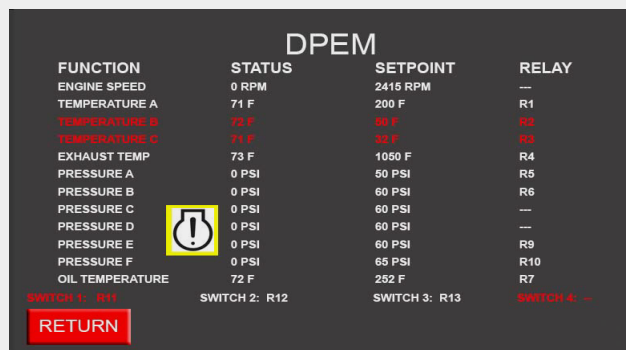 DPEM
FUNCTION STATUS SETPOINT RELAY
ENGINE SPEED 0 RPM 2415 RPM ---
TEMPERATURE A 71 F 200 F R1
TEMPERATURE B 72 F 50 F R2
TEMPERATURE C 71 F 32 F R3
EXHAUST TEMP 73 F 1050 F R4
PRESSURE A 0 PSI 50 PSI R5
PRESSURE B 0 PSI 60 PSI R6
PRESSURE C 0 PSI 60 PSI ---
PRESSURE D 0 PSI 60 PSI ---
PRESSURE E 0 PSI 60 PSI R9
PRESSURE F 0 PSI 65 PSI R10
OIL TEMPERATURE 72 F 252 F R7
SWITCH 1: R11 SWITCH 2: R12 SWITCH 3: R13 SWITCH 4: --
RETURN